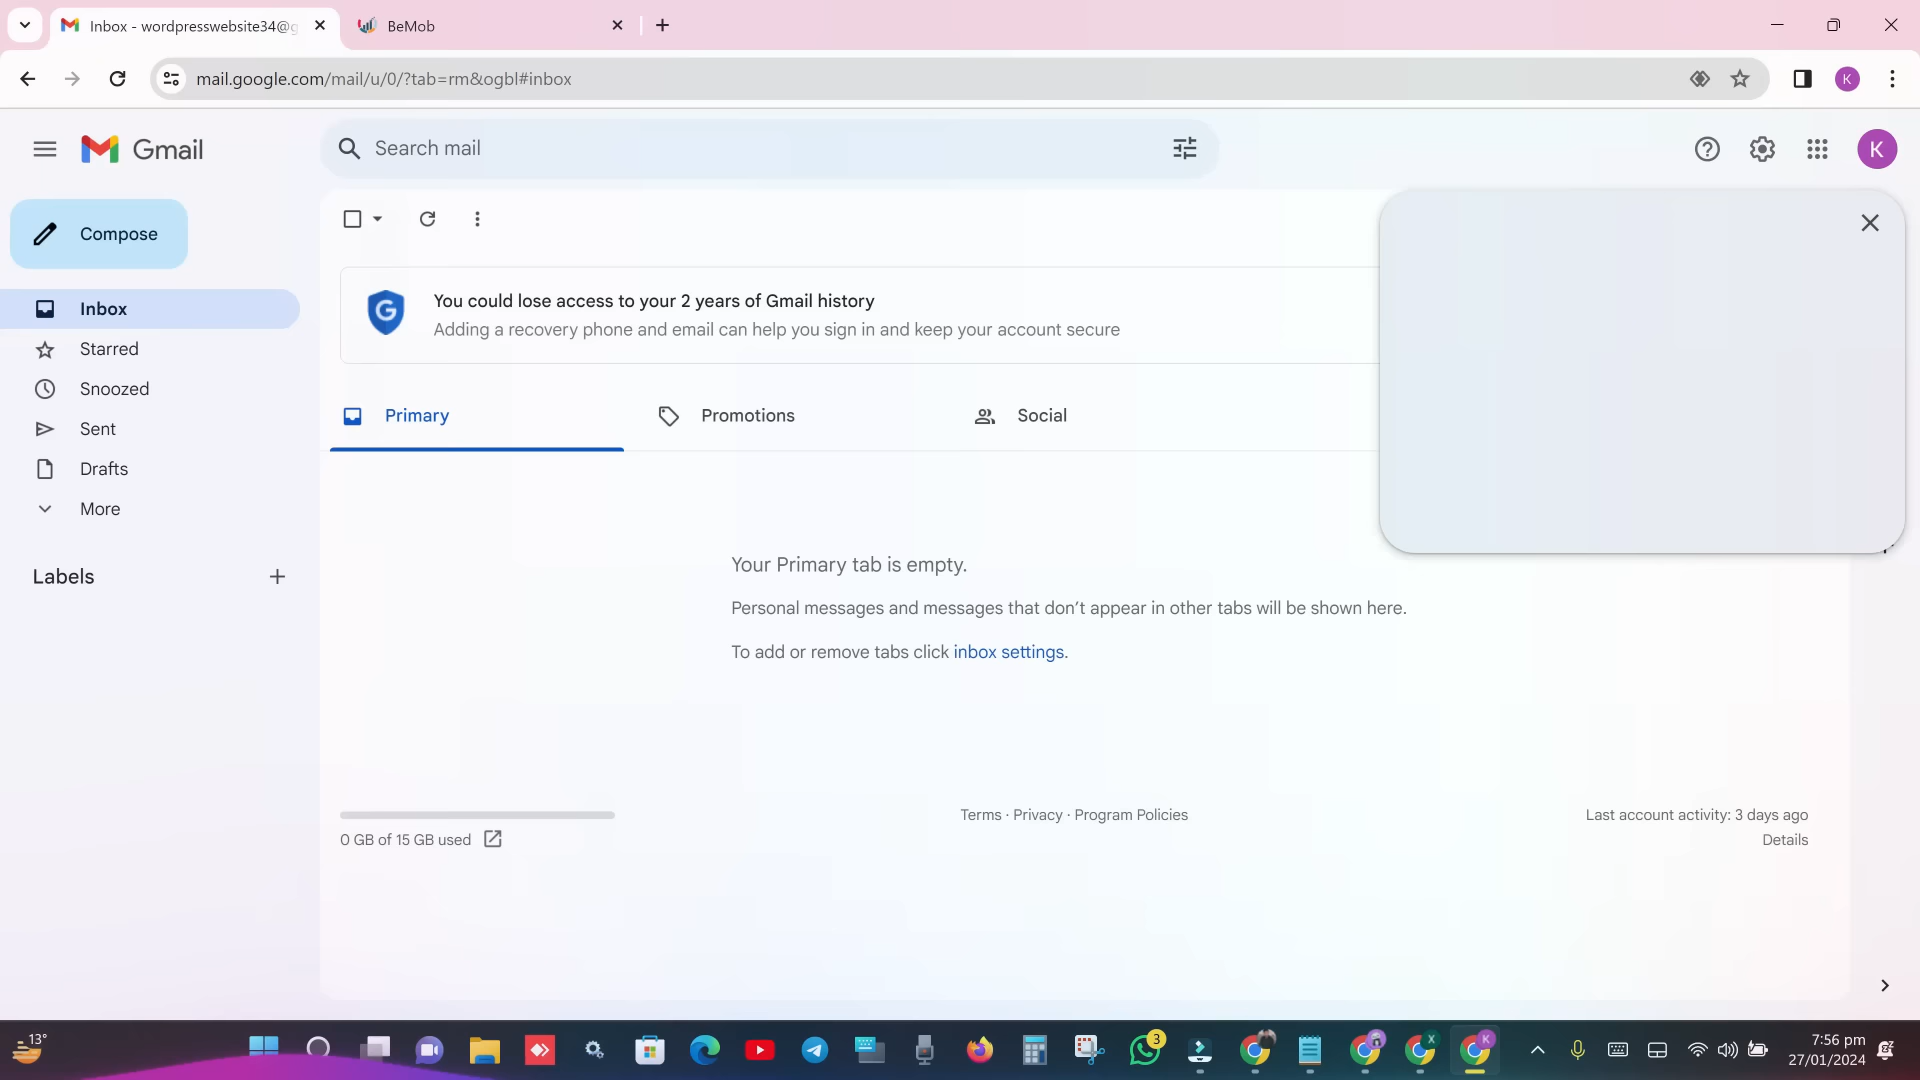 Inbox - wordpresswebsite34@g
BeMob
mail.google.com/mail/u/0/?tab=rm&ogbl#inbox
K
Gmail
Search mail
K
Compose
You could lose access to your 2 years of Gmail history
Adding a recovery phone and email can help you sign in and keep your account secure
Inbox
Starred
Snoozed
Sent
Drafts
More
Labels
Primary
Promotions
Social
Your Primary tab is empty.
Personal messages and messages that don’t appear in other tabs will be shown here.
To add or remove tabs click inbox settings.
Terms · Privacy · Program Policies
Last account activity: 3 days ago
0 GB of 15 GB used
Details
13°
3
X
K
7:56 pm
27/01/2024